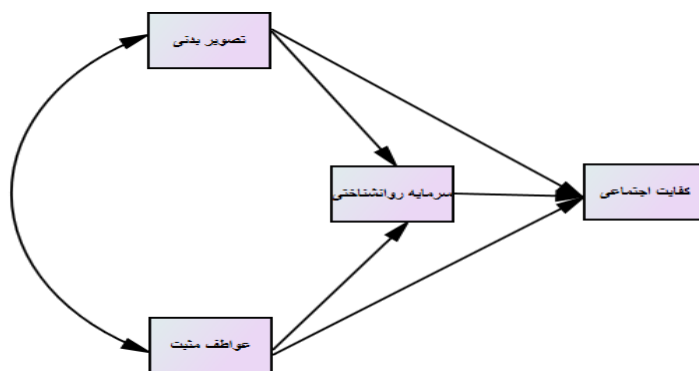 تصویر بدنی
سرمایه روانشناختی
کفایت اجتماعی
عواطف مثبت